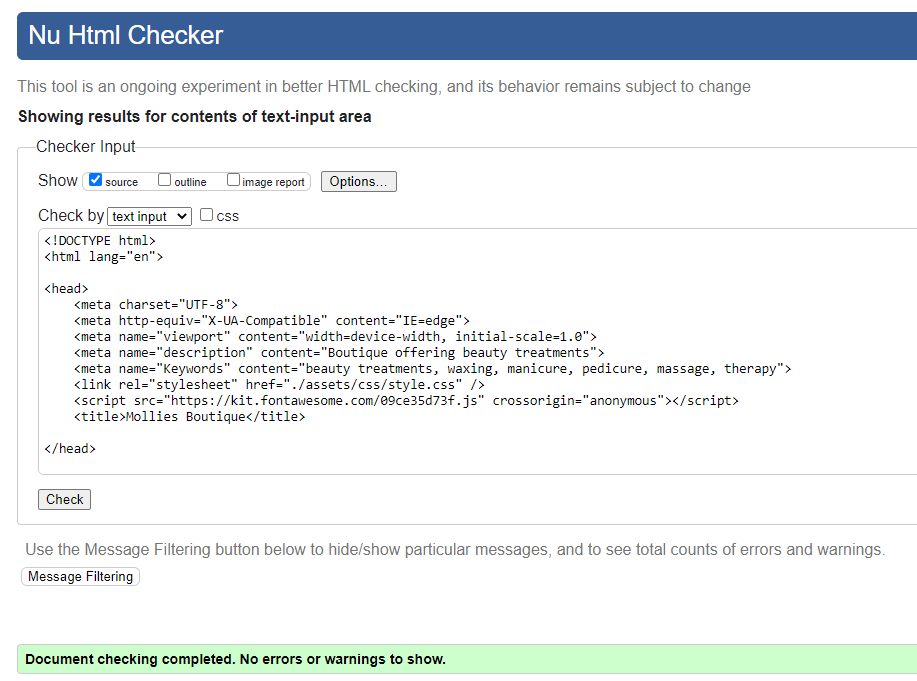 Nu Html Checker
This tool is an ongoing experiment in better HTML checking, and its behavior remains subject to change
Showing results for contents of text-input area
Checker Input
Show source outline image report Options...
Check by text input css
<!DOCTYPE html>
<html lang="en">
<head>
    <meta charset="UTF-8">
    <meta http-equiv="X-UA-Compatible" content="IE=edge">
    <meta name="viewport" content="width=device-width, initial-scale=1.0">
    <meta name="description" content="Boutique offering beauty treatments">
    <meta name="Keywords" content="beauty treatments, waxing, manicure, pedicure, massage, therapy">
    <link rel="stylesheet" href="./assets/css/style.css" />
    <script src="https://kit.fontawesome.com/09ce35d73f.js" crossorigin="anonymous"></script>
    <title>Mollies Boutique</title>
</head>
Check
Use the Message Filtering button below to hide/show particular messages, and to see total counts of errors and warnings.
Message Filtering
Document checking completed. No errors or warnings to show.